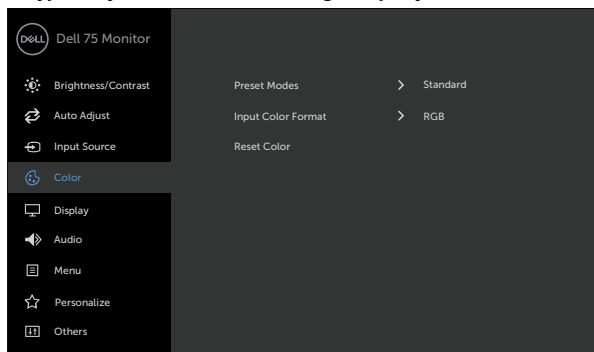 DELL Dell 75 Monitor
Brightness/Contrast
Preset Modes Standard
Auto Adjust
Input Color Format RGB
Input Source
Reset Color
Color
Display
Audio
Menu
Personalize
Others